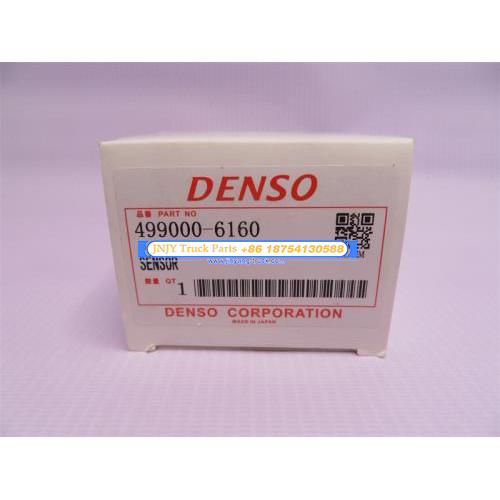 DENSO
品番 PART NO
499000-6160
JNJY Truck Parts +86 18754130588
SENSOR
数量 QT
1
DENSO CORPORATION
MADE IN JAPAN